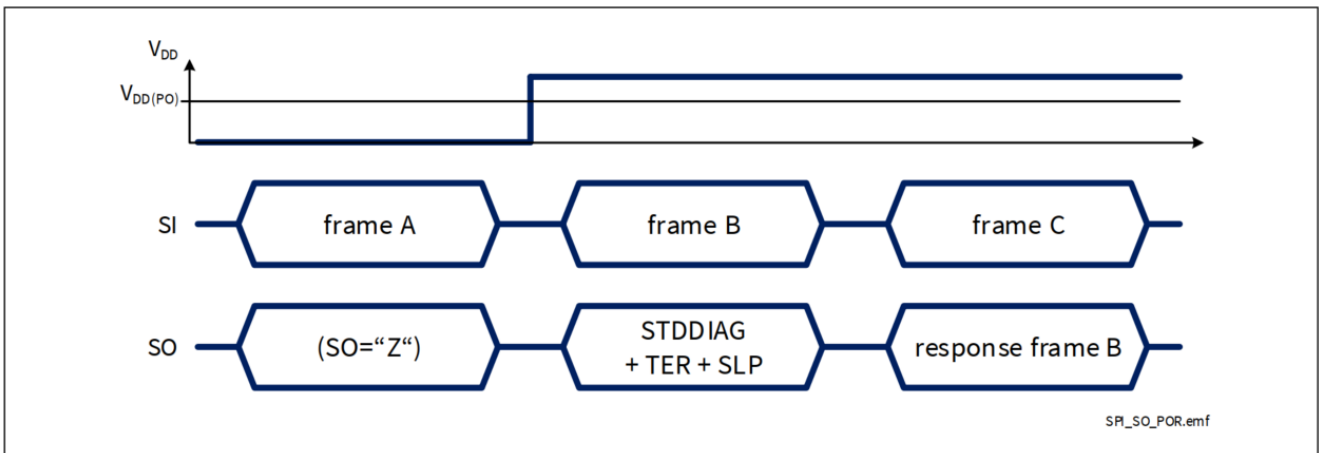 VDD
VDD(PO)
SI
frame A
frame B
frame C
SO
(SO=“Z“)
STDDIAG
+ TER + SLP
response frame B
SPI_SO_POR.emf